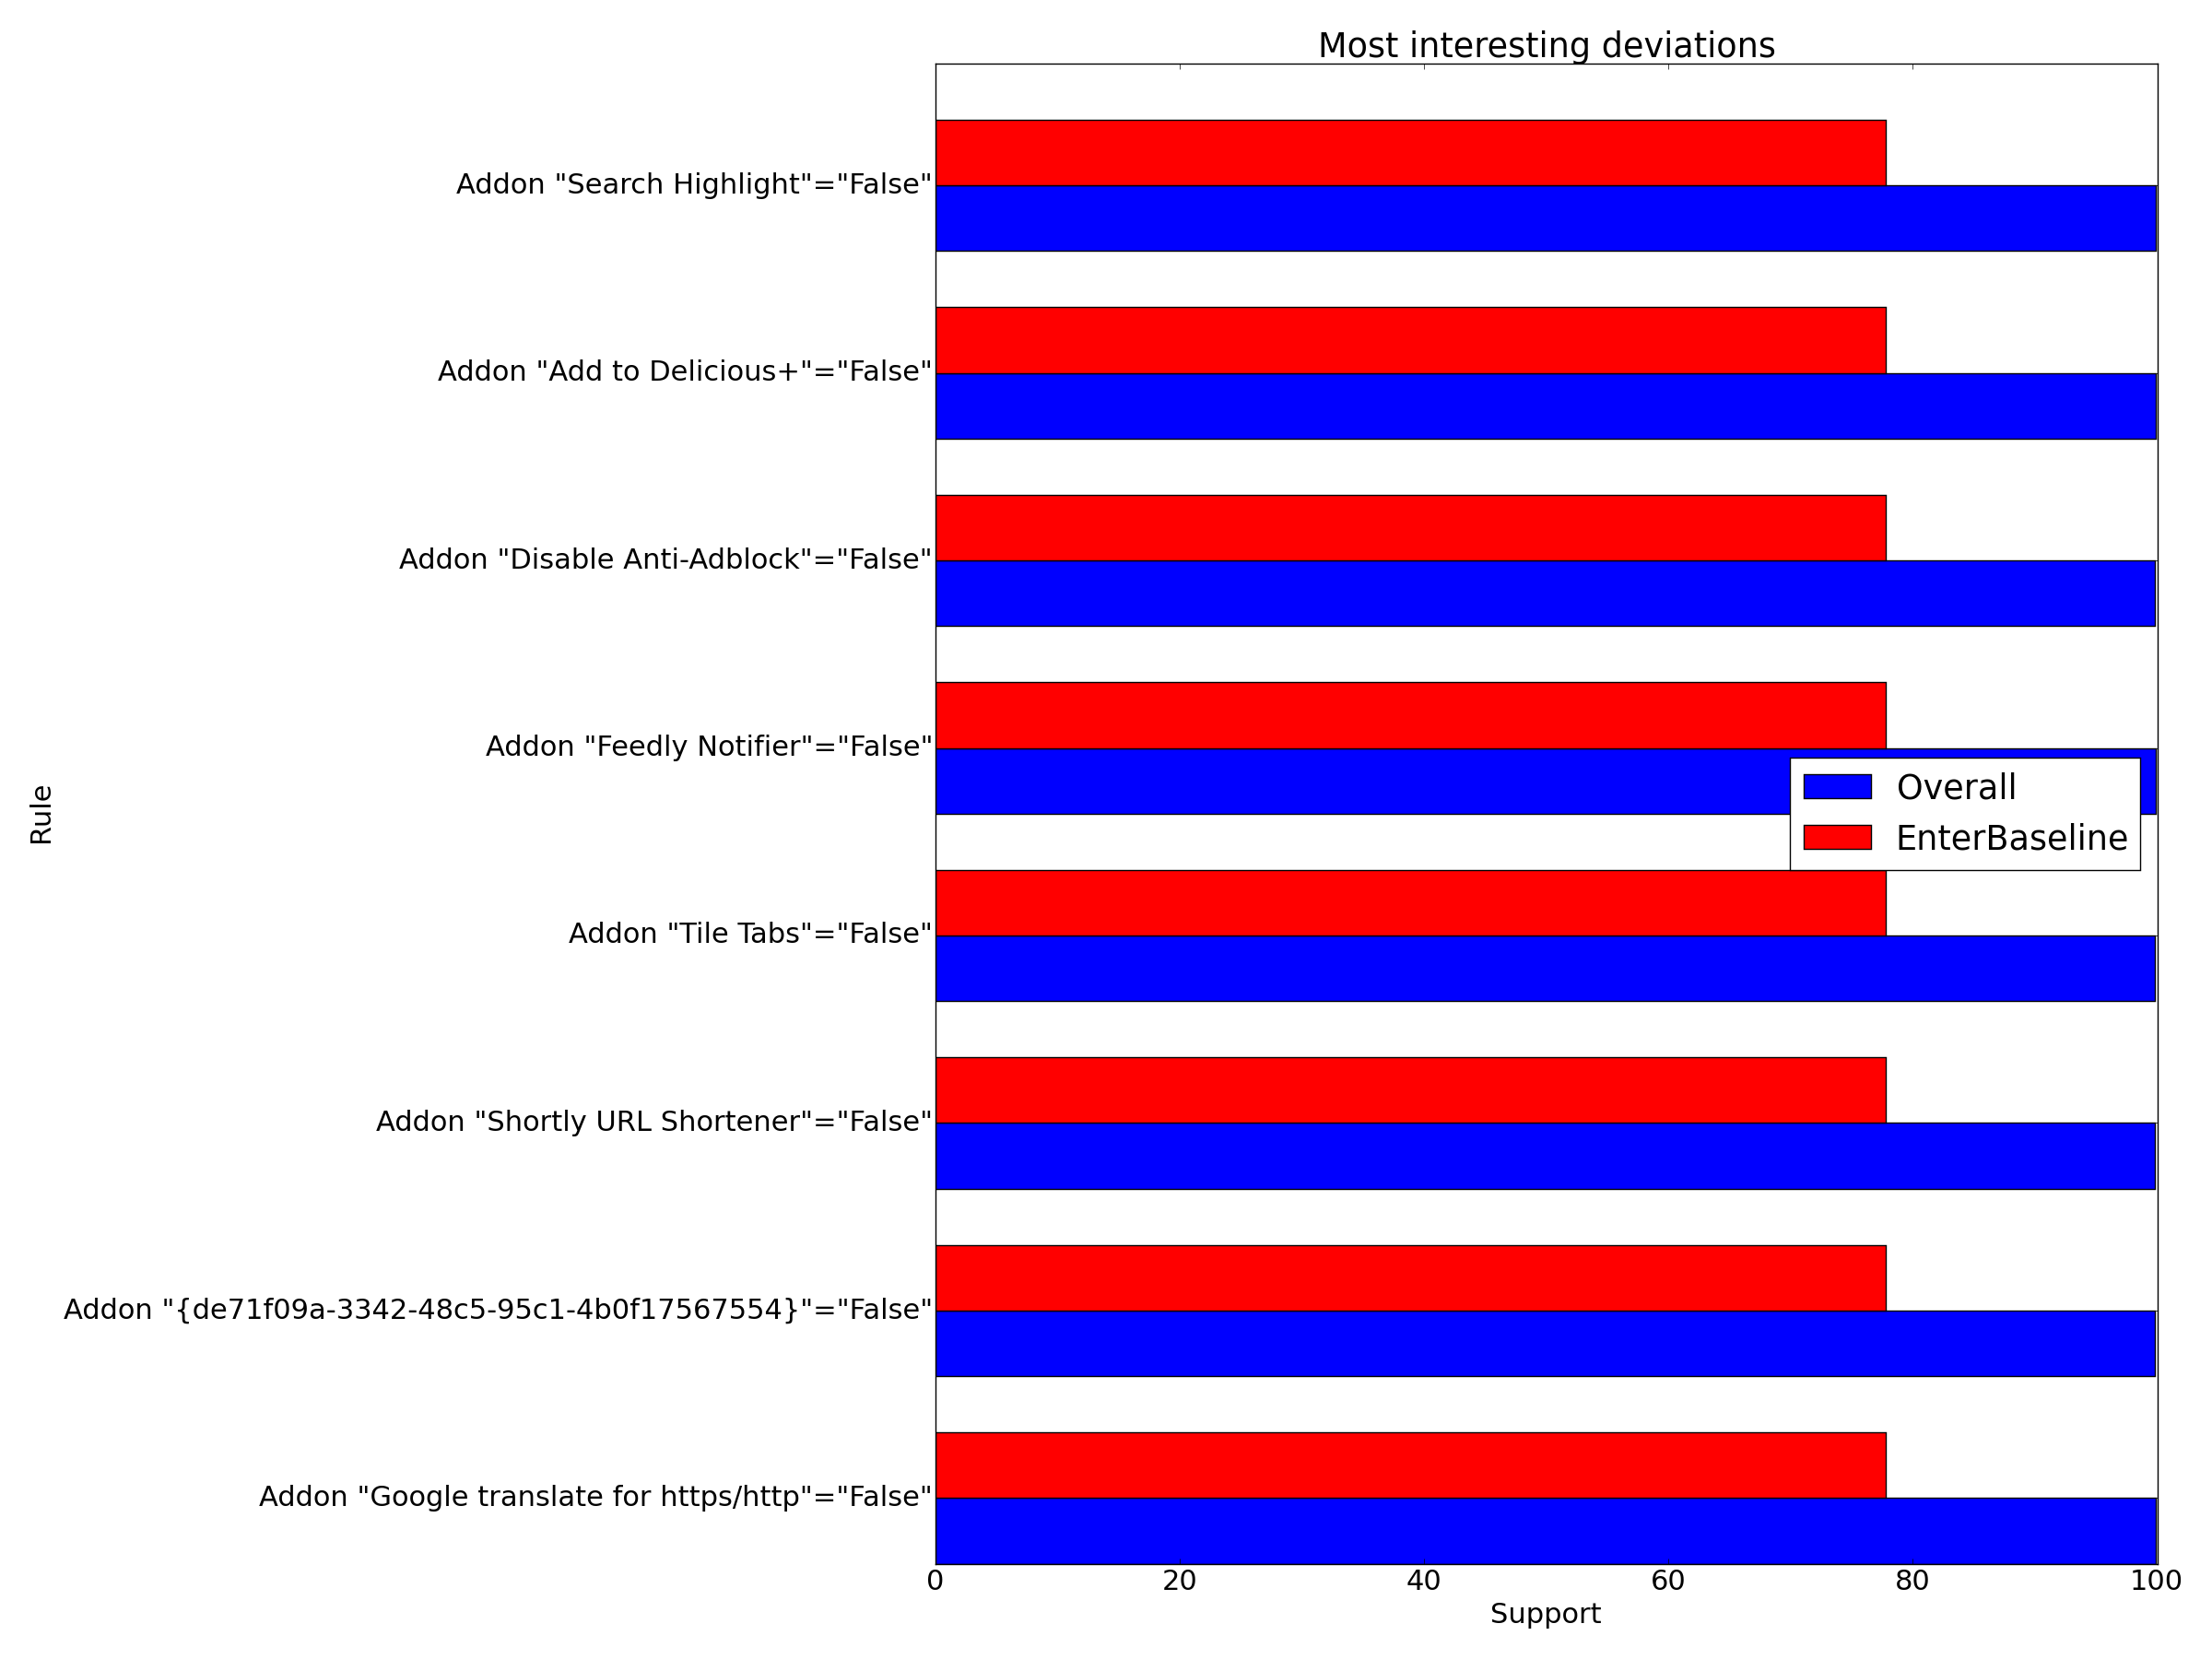 Most interesting deviations
Addon "Search Highlight"="False"
Addon "Add to Delicious+"="False"
Addon "Disable Anti-Adblock"="False"
Addon "Feedly Notifier"="False"
Overall
EnterBaseline
Rule
Addon "Tile Tabs"="False"
Addon "Shortly URL Shortener"="False"
Addon "{de71f09a-3342-48c5-95c1-4b0f17567554}"="False"
Addon "Google translate for https/http"="False"
0 20 40 60 80 100
Support